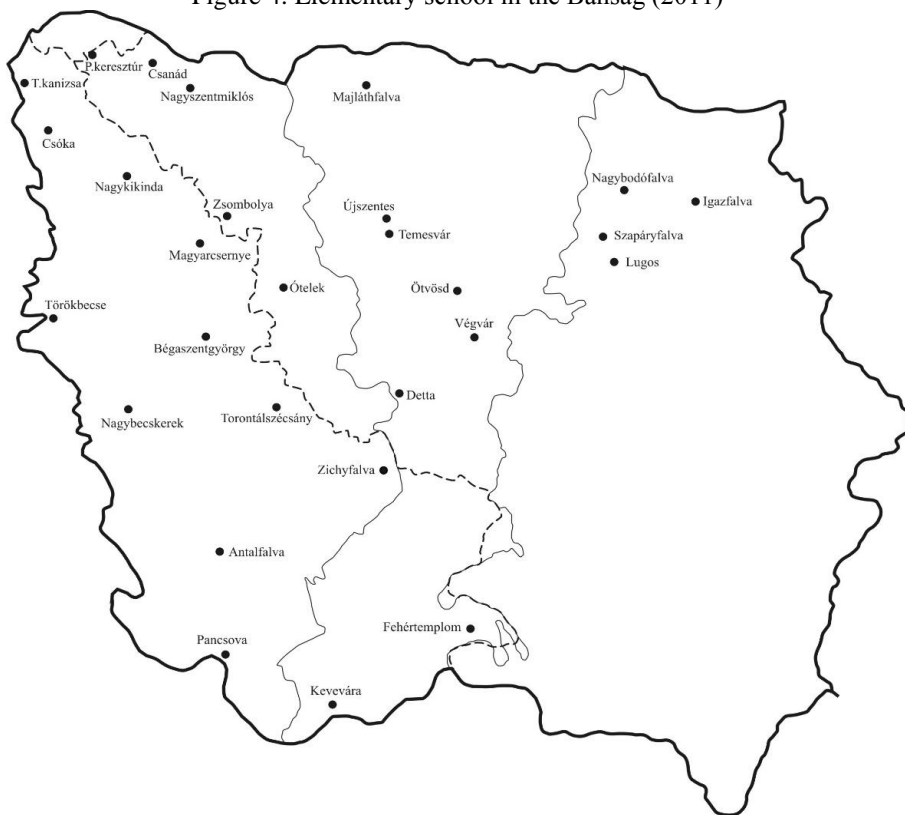 Figure 4. Elementary school in the Bánság (2011)
P.keresztúr
Csanád
T.kanizsa
Nagyszentmiklós
Majláthfalva
Csóka
Nagykikinda
Nagybodófalva
Igazfalva
Zsombolya
Újszentes
Temesvár
Szapáryfalva
Magyarcsernye
Lugos
Ótelek
Ötvösd
Törökbecse
Végvár
Bégaszentgyörgy
Detta
Nagybecskerek
Torontálszécsány
Zichyfalva
Antalfalva
Fehértemplom
Pancsova
Kevevára